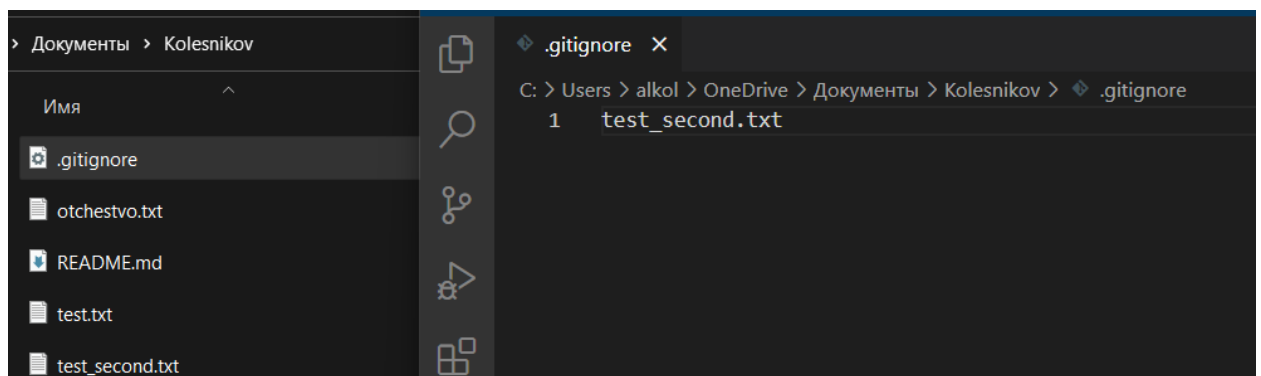 > Документы > Kolesnikov
Имя
.gitignore
otchestvo.txt
README.md
test.txt
test_second.txt
.gitignore
C: > Users > alkol > OneDrive > Документы > Kolesnikov > .gitignore
1 test_second.txt